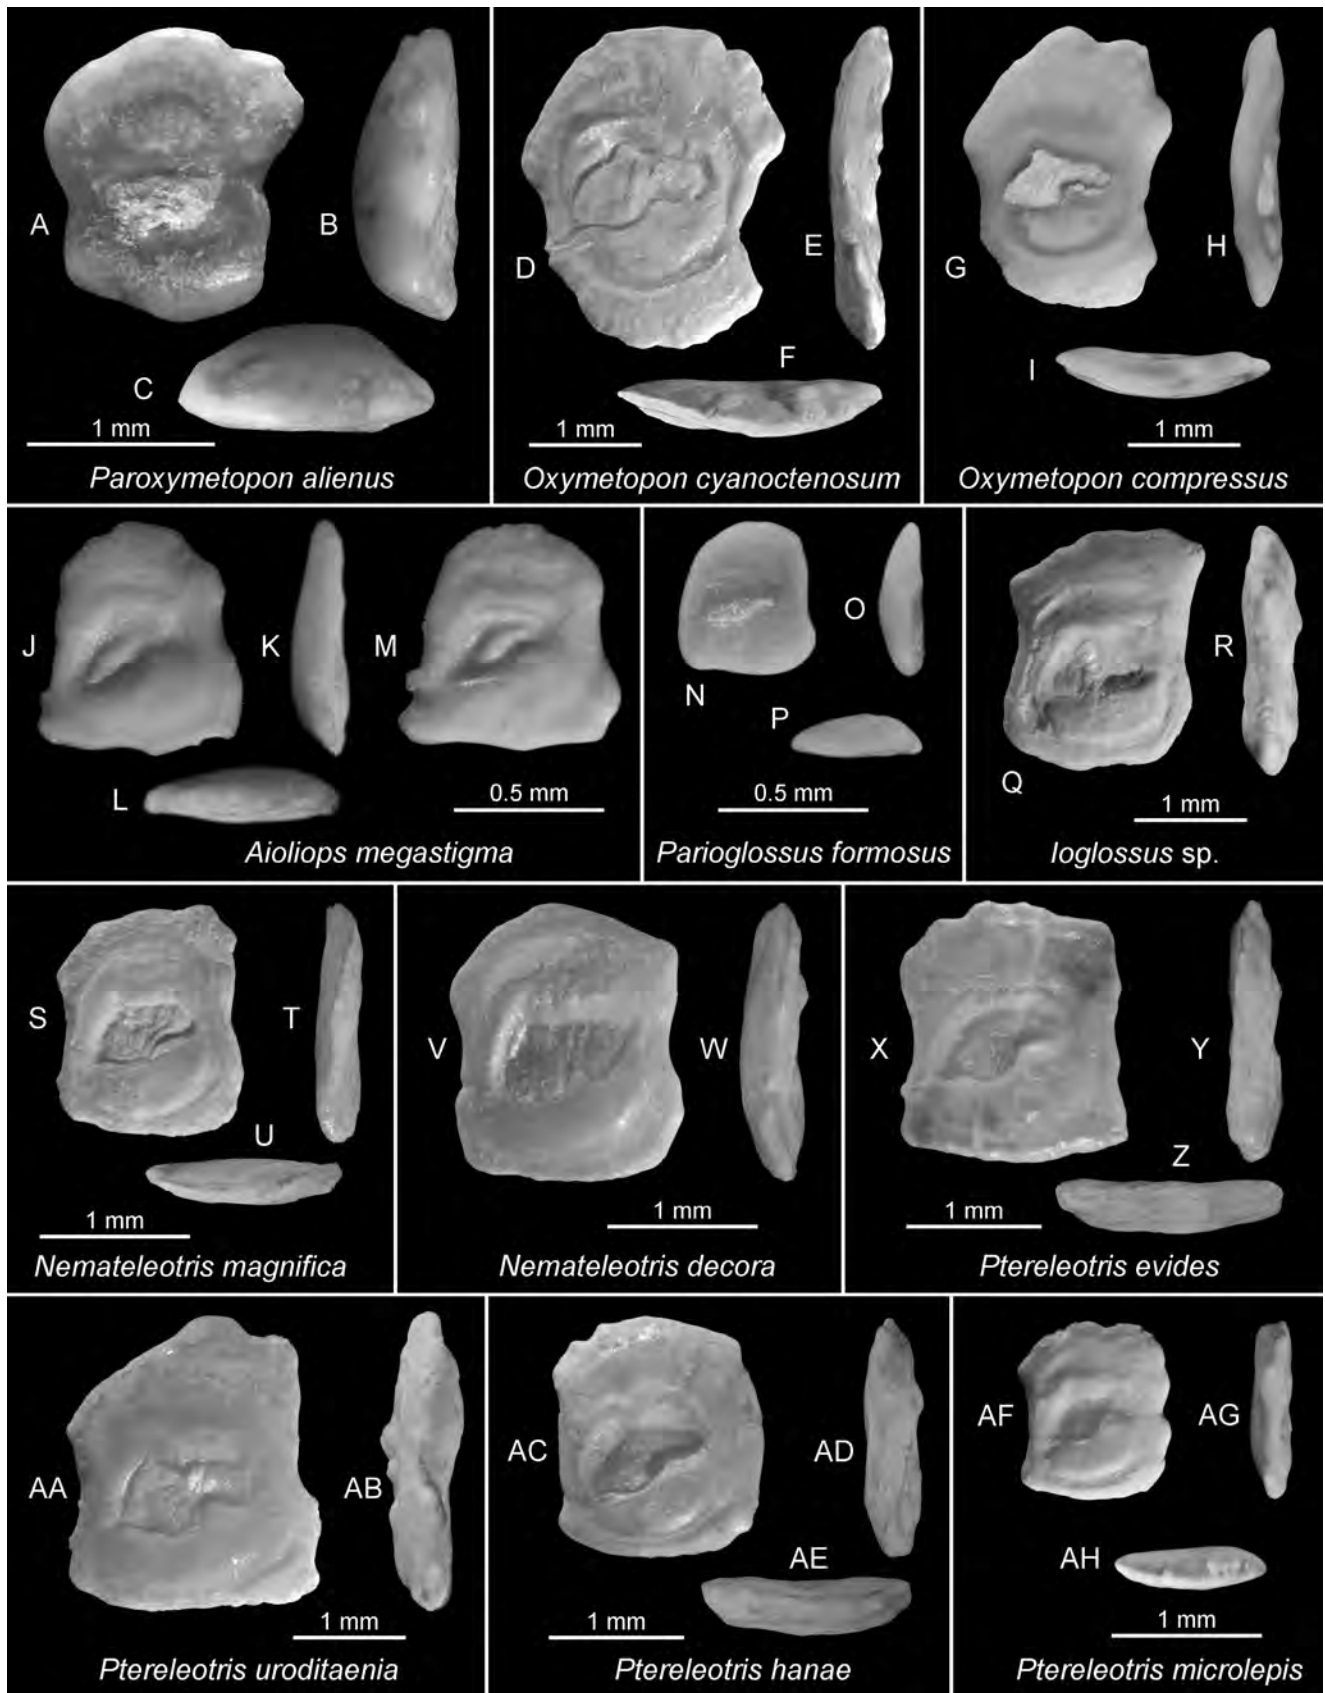 A
B
C
1 mm
Paroxymetopon alienus
D
E
F
1 mm
Oxymetopon cyanoctenosum
G
H
I
1 mm
Oxymetopon compressus
J
K
M
L
0.5 mm
Aioliops megastigma
N
O
P
0.5 mm
Parioglossus formosus
Q
R
1 mm
Ioglossus sp.
S
T
U
1 mm
Nemateleotris magnifica
V
W
1 mm
Nemateleotris decora
X
Y
Z
1 mm
Ptereleotris evides
AA
AB
1 mm
Ptereleotris uroditaenia
AC
AD
AE
1 mm
Ptereleotris hanae
AF
AG
AH
1 mm
Ptereleotris microlepis